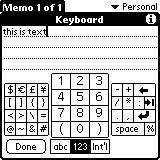 Memo 1 of 1 ▼ Personal
Keyboard i
this is text
$ € £ ¥ 1 2 3 - + ←
[ ] { } 4 5 6 / * :
< > \ = 7 8 9 , . '
@ ~ & # ( 0 ) space %
Done abc 123 Int'l